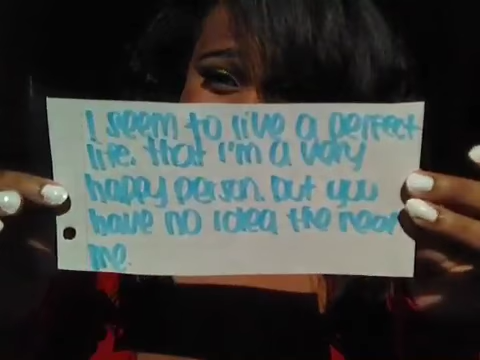 I seem to live a perfect
life. that I'm a very
happy person. But you
have no idea the real
me.